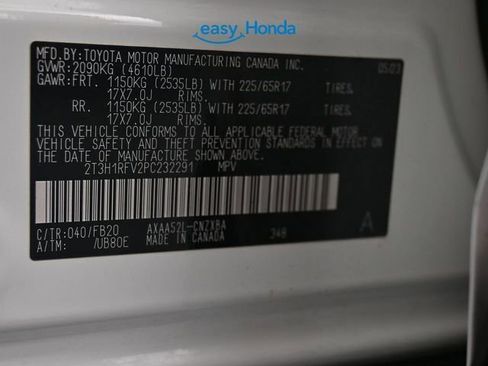 easy Honda
MFD.BY:TOYOTA MOTOR MANUFACTURING CANADA INC.
GVWR:2090KG (4610LB) 05/23
GAWR:FRT. 1150KG (2535LB) WITH 225/65R17 TIRES.
17X7.0J RIMS.
RR. 1150KG (2535LB) WITH 225/65R17 TIRES.
17X7.0J RIMS.
THIS VEHICLE CONFORMS TO ALL APPLICABLE FEDERAL MOTOR
VEHICLE SAFETY AND THEFT PREVENTION STANDARDS IN EFFECT
ON THE DATE OF MANUFACTURE SHOWN ABOVE.
2T3H1RFV2PC232291 MPV
C/TR:040/FB20 AXAA52L-CNZXBA 348 A
A/TM: /UB80E MADE IN CANADA